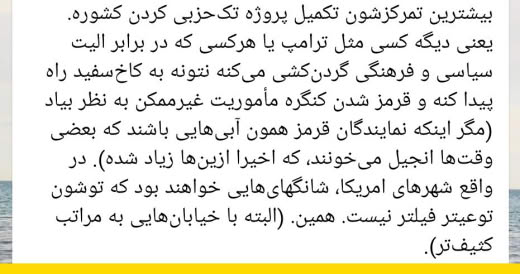 بیشترین تمرکزشون تکمیل پروژه تک‌حزبی کردن کشوره.
یعنی دیگه کسی مثل ترامپ یا هرکسی که در برابر الیت
سیاسی و فرهنگی گردن‌کشی می‌کنه نتونه به کاخ‌سفید راه
پیدا کنه و قرمز شدن کنگره مأموریت غیرممکن به نظر بیاد
(مگر اینکه نمایندگان قرمز همون آبی‌هایی باشند که بعضی
وقت‌ها انجیل می‌خونند، که اخیرا ازین‌ها زیاد شده). در
واقع شهرهای امریکا، شانگهای‌هایی خواهند بود که توشون
توعیتر فیلتر نیست. همین. (البته با خیابان‌هایی به مراتب
کثیف‌تر).